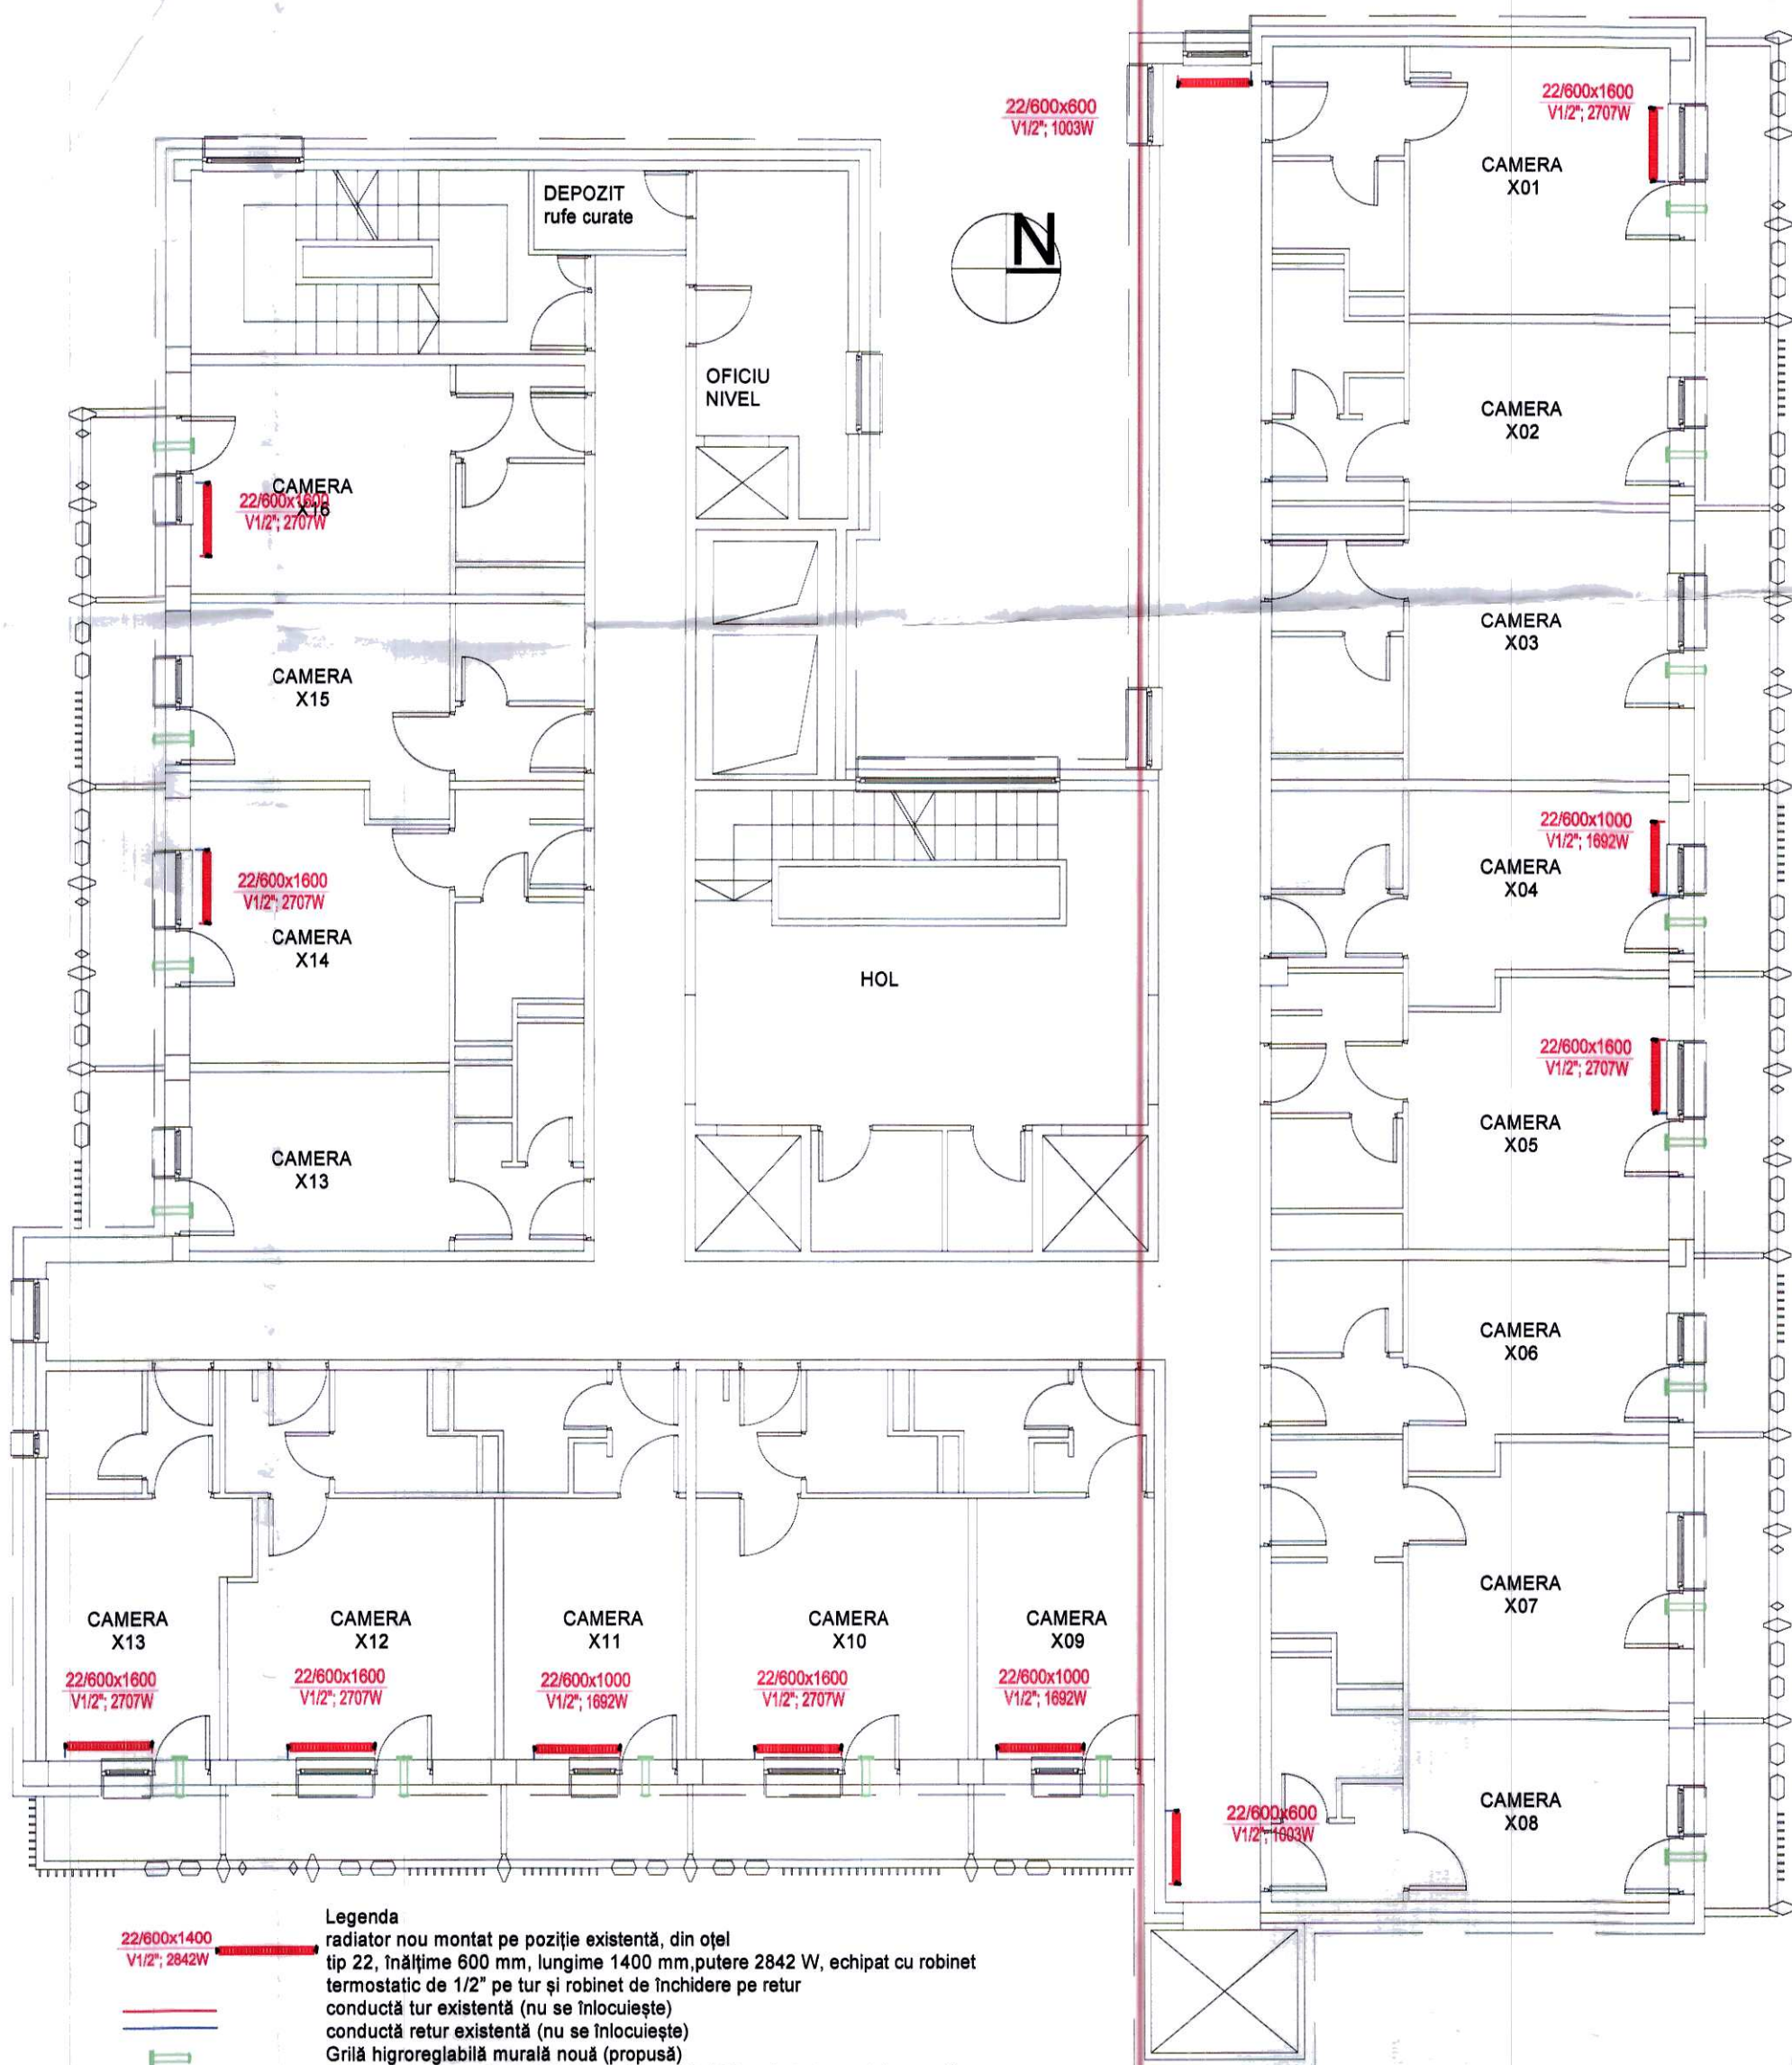 22/600x600
V1/2"; 1003W
22/600x1600
V1/2"; 2707W
CAMERA
X01
DEPOZIT
rufe curate
N
OFICIU
NIVEL
CAMERA
X02
CAMERA
X16
22/600x1600
V1/2"; 2707W
CAMERA
X03
CAMERA
X15
22/600x1000
V1/2"; 1692W
CAMERA
X04
22/600x1600
V1/2"; 2707W
CAMERA
X14
HOL
22/600x1600
V1/2"; 2707W
CAMERA
X05
CAMERA
X13
CAMERA
X06
CAMERA
X07
CAMERA
X13
22/600x1600
V1/2"; 2707W
CAMERA
X12
22/600x1600
V1/2"; 2707W
CAMERA
X11
22/600x1000
V1/2"; 1692W
CAMERA
X10
22/600x1600
V1/2"; 2707W
CAMERA
X09
22/600x1000
V1/2"; 1692W
22/600x600
V1/2"; 1003W
CAMERA
X08
Legenda
22/600x1400
V1/2"; 2842W
radiator nou montat pe poziție existentă, din oțel
tip 22, înălțime 600 mm, lungime 1400 mm,putere 2842 W, echipat cu robinet
termostatic de 1/2" pe tur și robinet de închidere pe retur
conductă tur existentă (nu se înlocuiește)
conductă retur existentă (nu se înlocuiește)
Grilă higroreglabilă murală nouă (propusă)